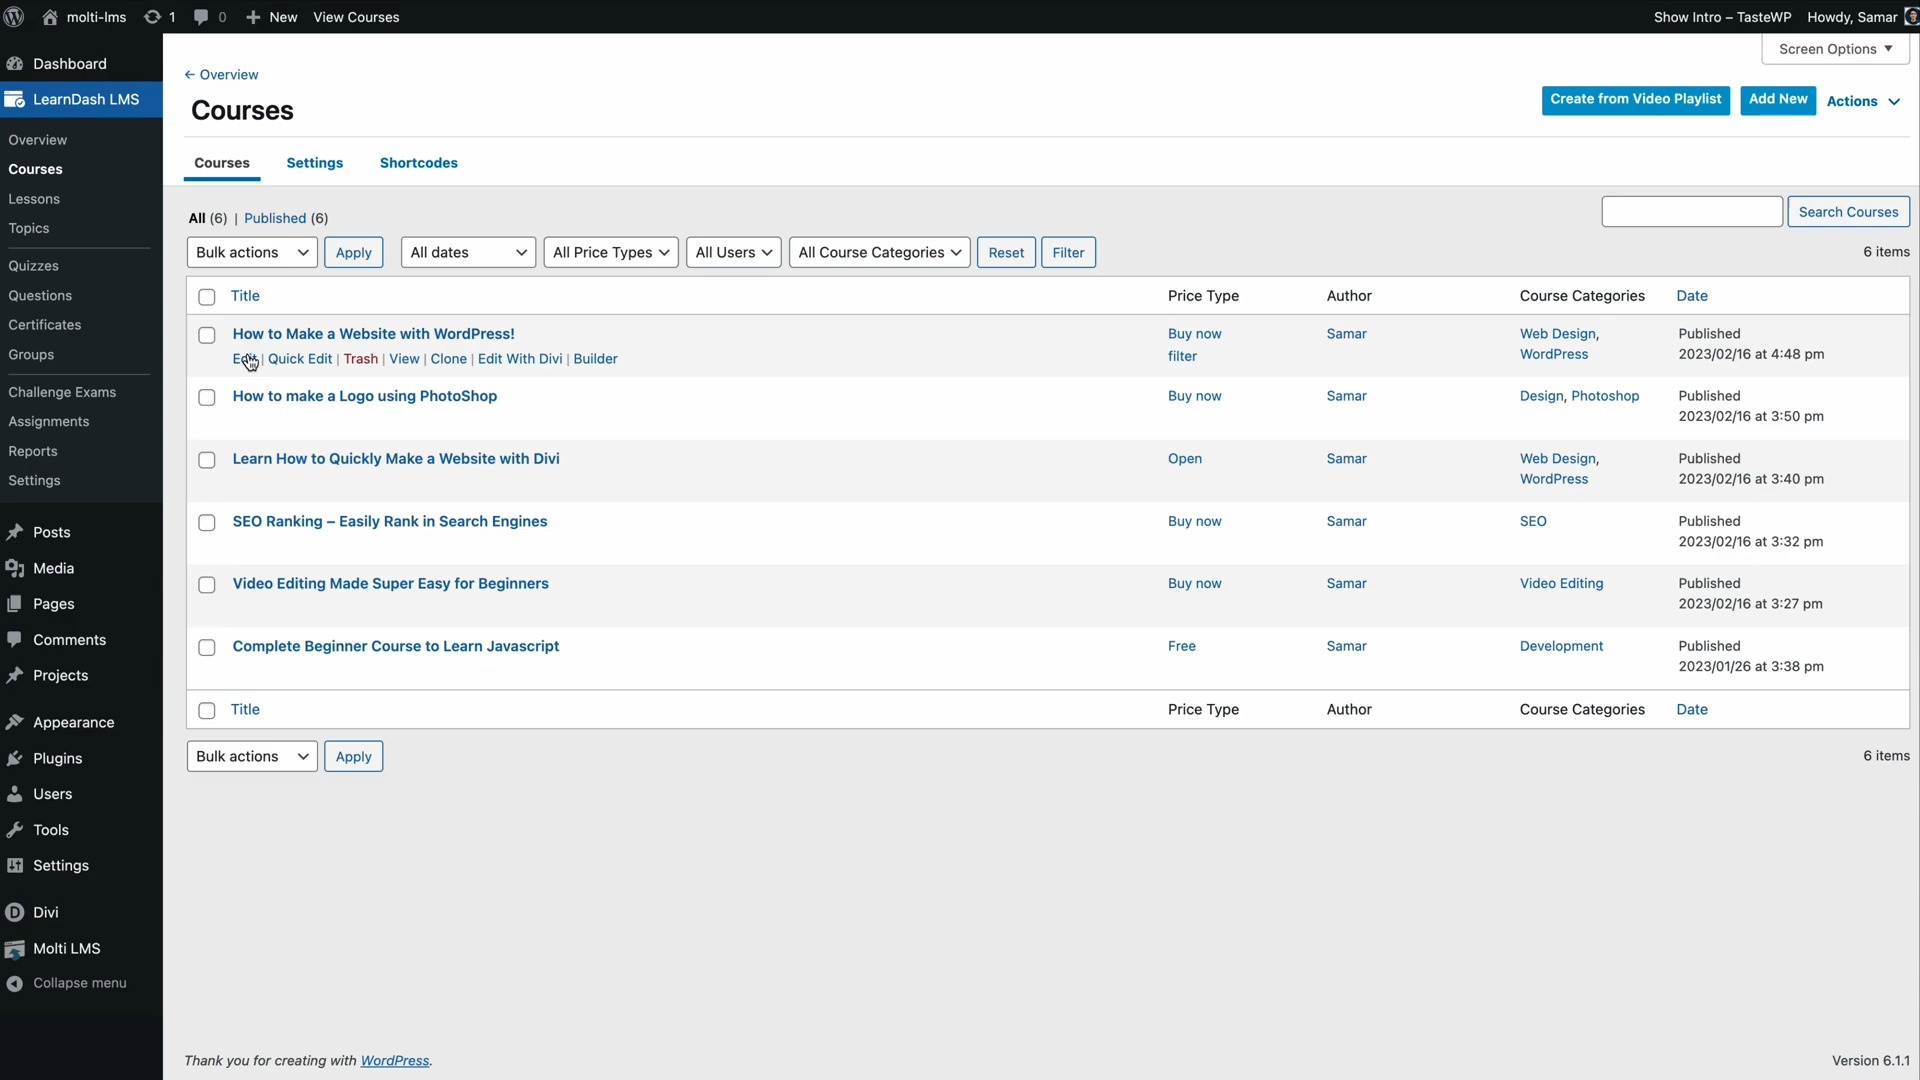 molti-lms 1 0 New View Courses Show Intro – TasteWP Howdy, Samar
Screen Options
Dashboard
LearnDash LMS
Overview
Courses
Lessons
Topics
Quizzes
Questions
Certificates
Groups
Challenge Exams
Assignments
Reports
Settings
Posts
Media
Pages
Comments
Projects
Appearance
Plugins
Users
Tools
Settings
Divi
Molti LMS
Collapse menu
← Overview
Courses
Create from Video Playlist Add New Actions
Courses Settings Shortcodes
All (6) | Published (6)
Search Courses
Bulk actions Apply All dates All Price Types All Users All Course Categories Reset Filter 6 items
Title Price Type Author Course Categories Date
How to Make a Website with WordPress! Buy now Samar Web Design, Published
filter WordPress 2023/02/16 at 4:48 pm
Edit | Quick Edit | Trash | View | Clone | Edit With Divi | Builder
How to make a Logo using PhotoShop Buy now Samar Design, Photoshop Published
2023/02/16 at 3:50 pm
Learn How to Quickly Make a Website with Divi Open Samar Web Design, Published
WordPress 2023/02/16 at 3:40 pm
SEO Ranking – Easily Rank in Search Engines Buy now Samar SEO Published
2023/02/16 at 3:32 pm
Video Editing Made Super Easy for Beginners Buy now Samar Video Editing Published
2023/02/16 at 3:27 pm
Complete Beginner Course to Learn Javascript Free Samar Development Published
2023/01/26 at 3:38 pm
Title Price Type Author Course Categories Date
Bulk actions Apply 6 items
Thank you for creating with WordPress. Version 6.1.1